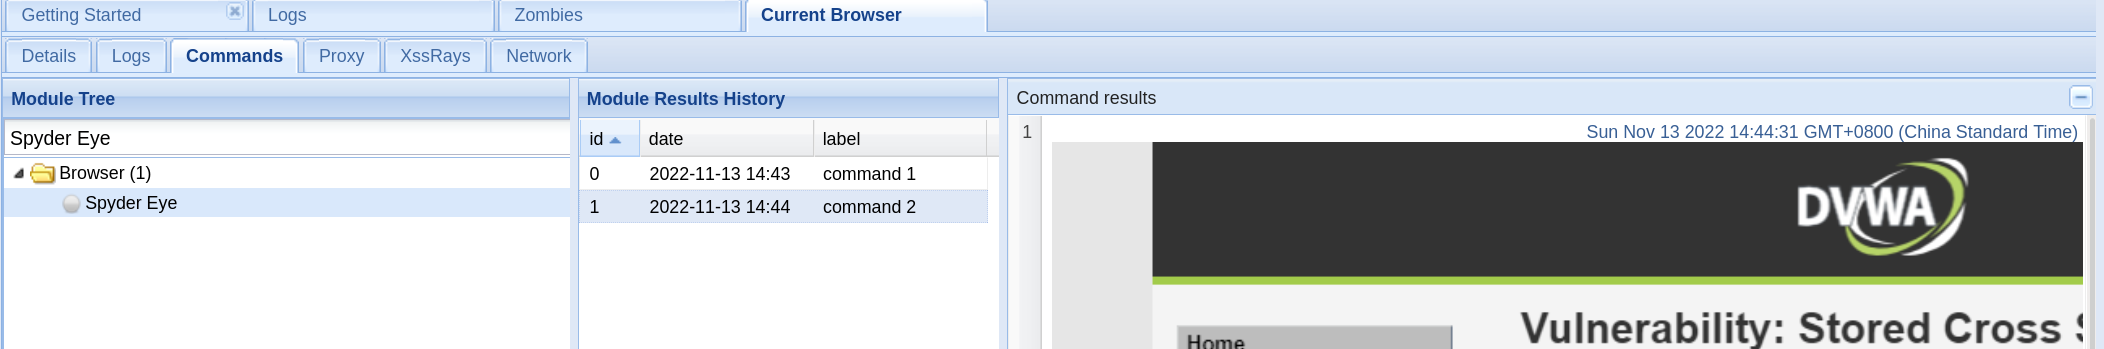 Getting Started Logs Zombies Current Browser
Details Logs Commands Proxy XssRays Network
Module Tree
Spyder Eye
Browser (1)
Spyder Eye
Module Results History
id date label
0 2022-11-13 14:43 command 1
1 2022-11-13 14:44 command 2
Command results
1 Sun Nov 13 2022 14:44:31 GMT+0800 (China Standard Time)
DVWA
Vulnerability: Stored Cross S
Home